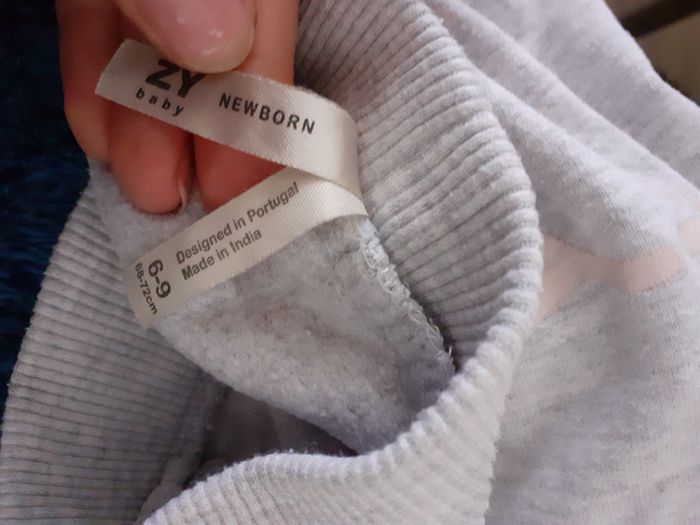 ZY
baby
NEWBORN
6-9
68-72cm
Designed in Portugal
Made in India